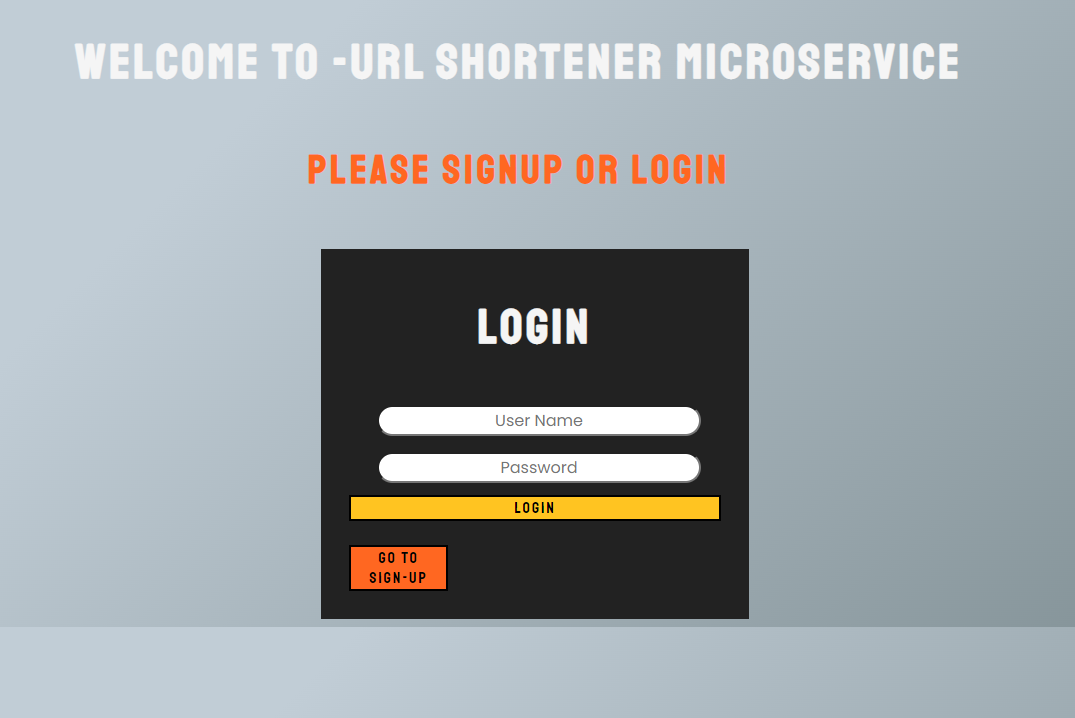 WELCOME TO -URL SHORTENER MICROSERVICE
PLEASE SIGNUP OR LOGIN
LOGIN
User Name
Password
LOGIN
GO TO
SIGN-UP